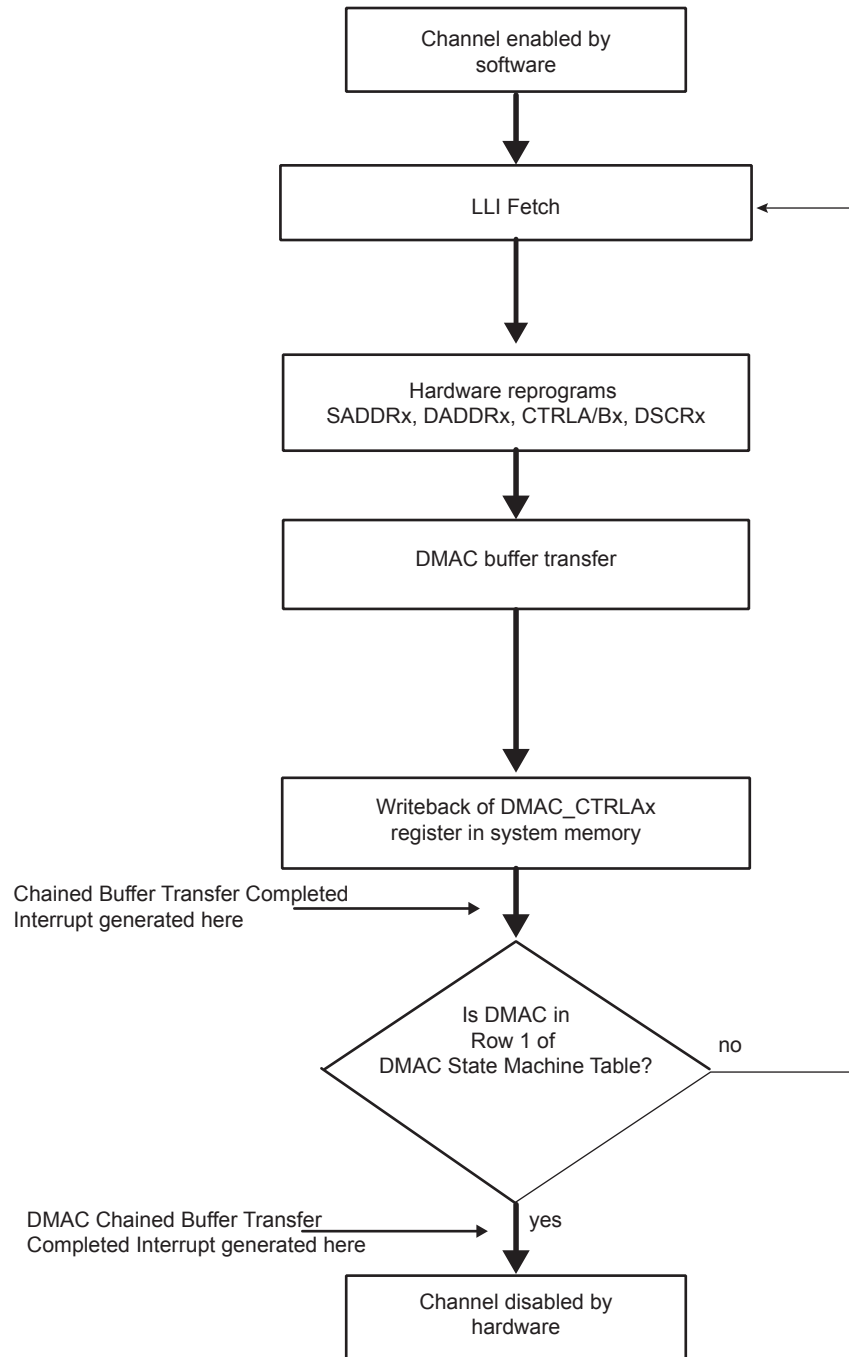 Channel enabled by
software
LLI Fetch
Hardware reprograms
SADDRx, DADDRx, CTRLA/Bx, DSCRx
DMAC buffer transfer
Writeback of DMAC_CTRLAx
register in system memory
Chained Buffer Transfer Completed
Interrupt generated here
Is DMAC in
Row 1 of
DMAC State Machine Table?
no
DMAC Chained Buffer Transfer
Completed Interrupt generated here
yes
Channel disabled by
hardware